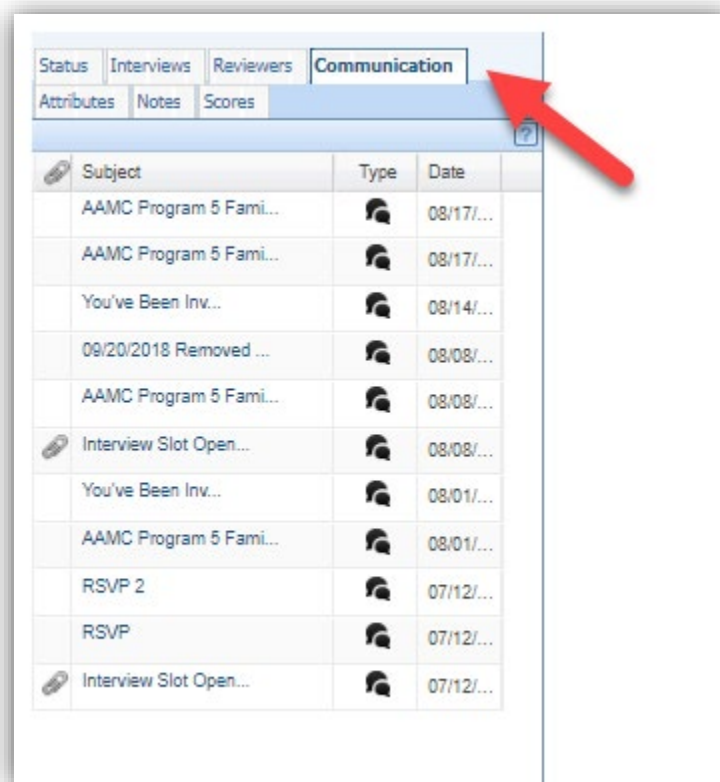 Status Interviews Reviewers Communication
Attributes Notes Scores
?
Subject Type Date
AAMC Program 5 Fami... 08/17/...
AAMC Program 5 Fami... 08/17/...
You've Been Inv... 08/14/...
09/20/2018 Removed ... 08/08/...
AAMC Program 5 Fami... 08/08/...
Interview Slot Open... 08/08/...
You've Been Inv... 08/01/...
AAMC Program 5 Fami... 08/01/...
RSVP 2 07/12/...
RSVP 07/12/...
Interview Slot Open... 07/12/...